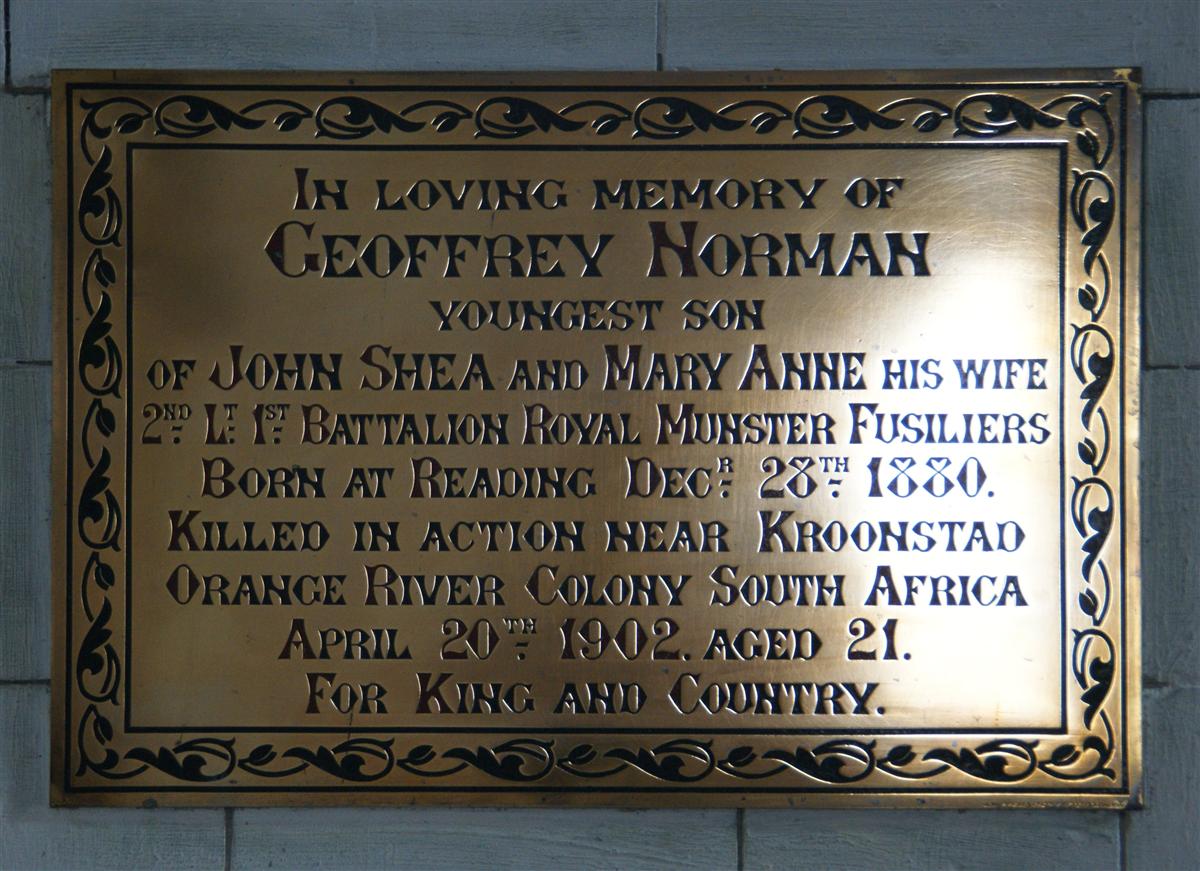 In loving memory of
Geoffrey Norman
youngest son
of John Shea and Mary Anne his wife
2nd Lt 1st Battalion Royal Munster Fusiliers
Born at Reading Decr 28th 1880.
Killed in action near Kroonstad
Orange River Colony South Africa
April 20th 1902. aged 21.
For King and Country.